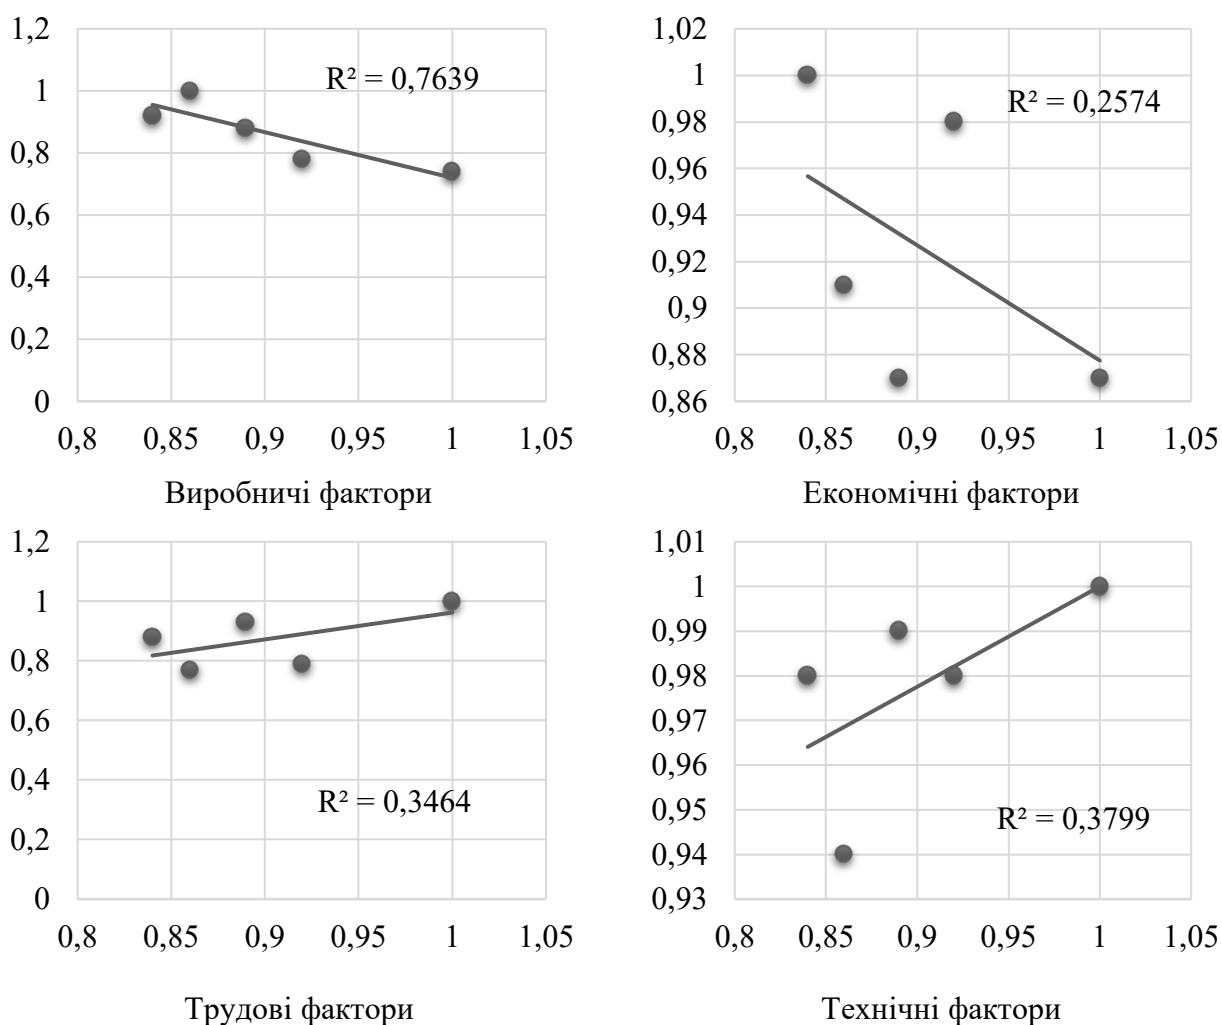 1,2
1
0,8
0,6
0,4
0,2
0
R² = 0,7639
0,8 0,85 0,9 0,95 1 1,05
Виробничі фактори
1,02
1
0,98
0,96
0,94
0,92
0,9
0,88
0,86
R² = 0,2574
0,8 0,85 0,9 0,95 1 1,05
Економічні фактори
1,2
1
0,8
0,6
0,4
0,2
0
R² = 0,3464
0,8 0,85 0,9 0,95 1 1,05
Трудові фактори
1,01
1
0,99
0,98
0,97
0,96
0,95
0,94
0,93
R² = 0,3799
0,8 0,85 0,9 0,95 1 1,05
Технічні фактори